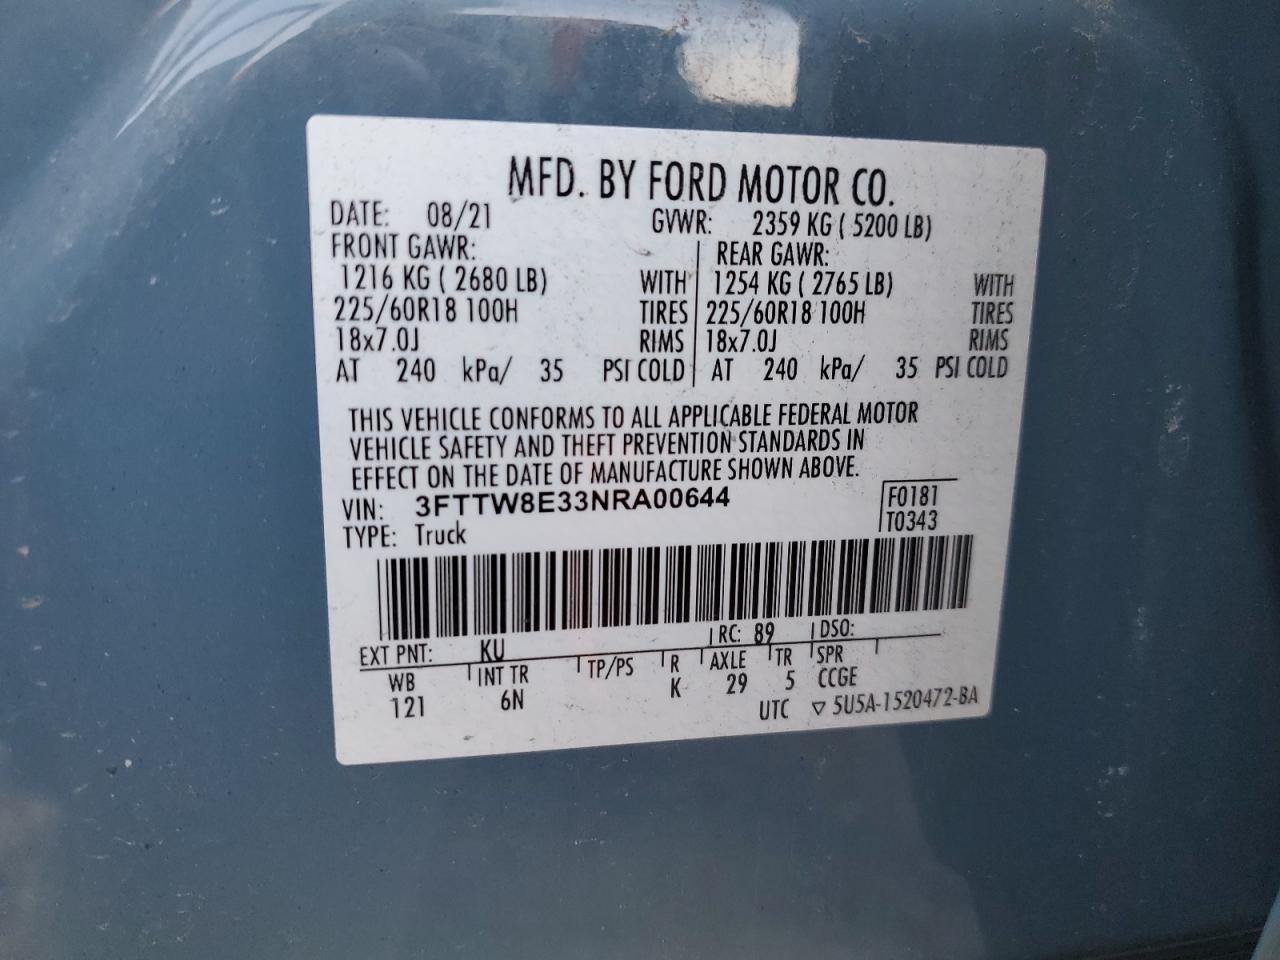 MFD. BY FORD MOTOR CO.
DATE: 08/21 GVWR: 2359 KG ( 5200 LB)
FRONT GAWR: REAR GAWR:
1216 KG ( 2680 LB) WITH 1254 KG ( 2765 LB) WITH
225/60R18 100H TIRES 225/60R18 100H TIRES
18x7.0J RIMS 18x7.0J RIMS
AT 240 kPa/ 35 PSI COLD AT 240 kPa/ 35 PSI COLD
THIS VEHICLE CONFORMS TO ALL APPLICABLE FEDERAL MOTOR
VEHICLE SAFETY AND THEFT PREVENTION STANDARDS IN
EFFECT ON THE DATE OF MANUFACTURE SHOWN ABOVE.
VIN: 3FTTW8E33NRA00644 F0181
TYPE: Truck T0343
EXT PNT: KU RC: 89 DSO:
WB INT TR TP/PS R AXLE TR SPR
121 6N K 29 5 CCGE
UTC ▽ 5U5A-1520472-BA